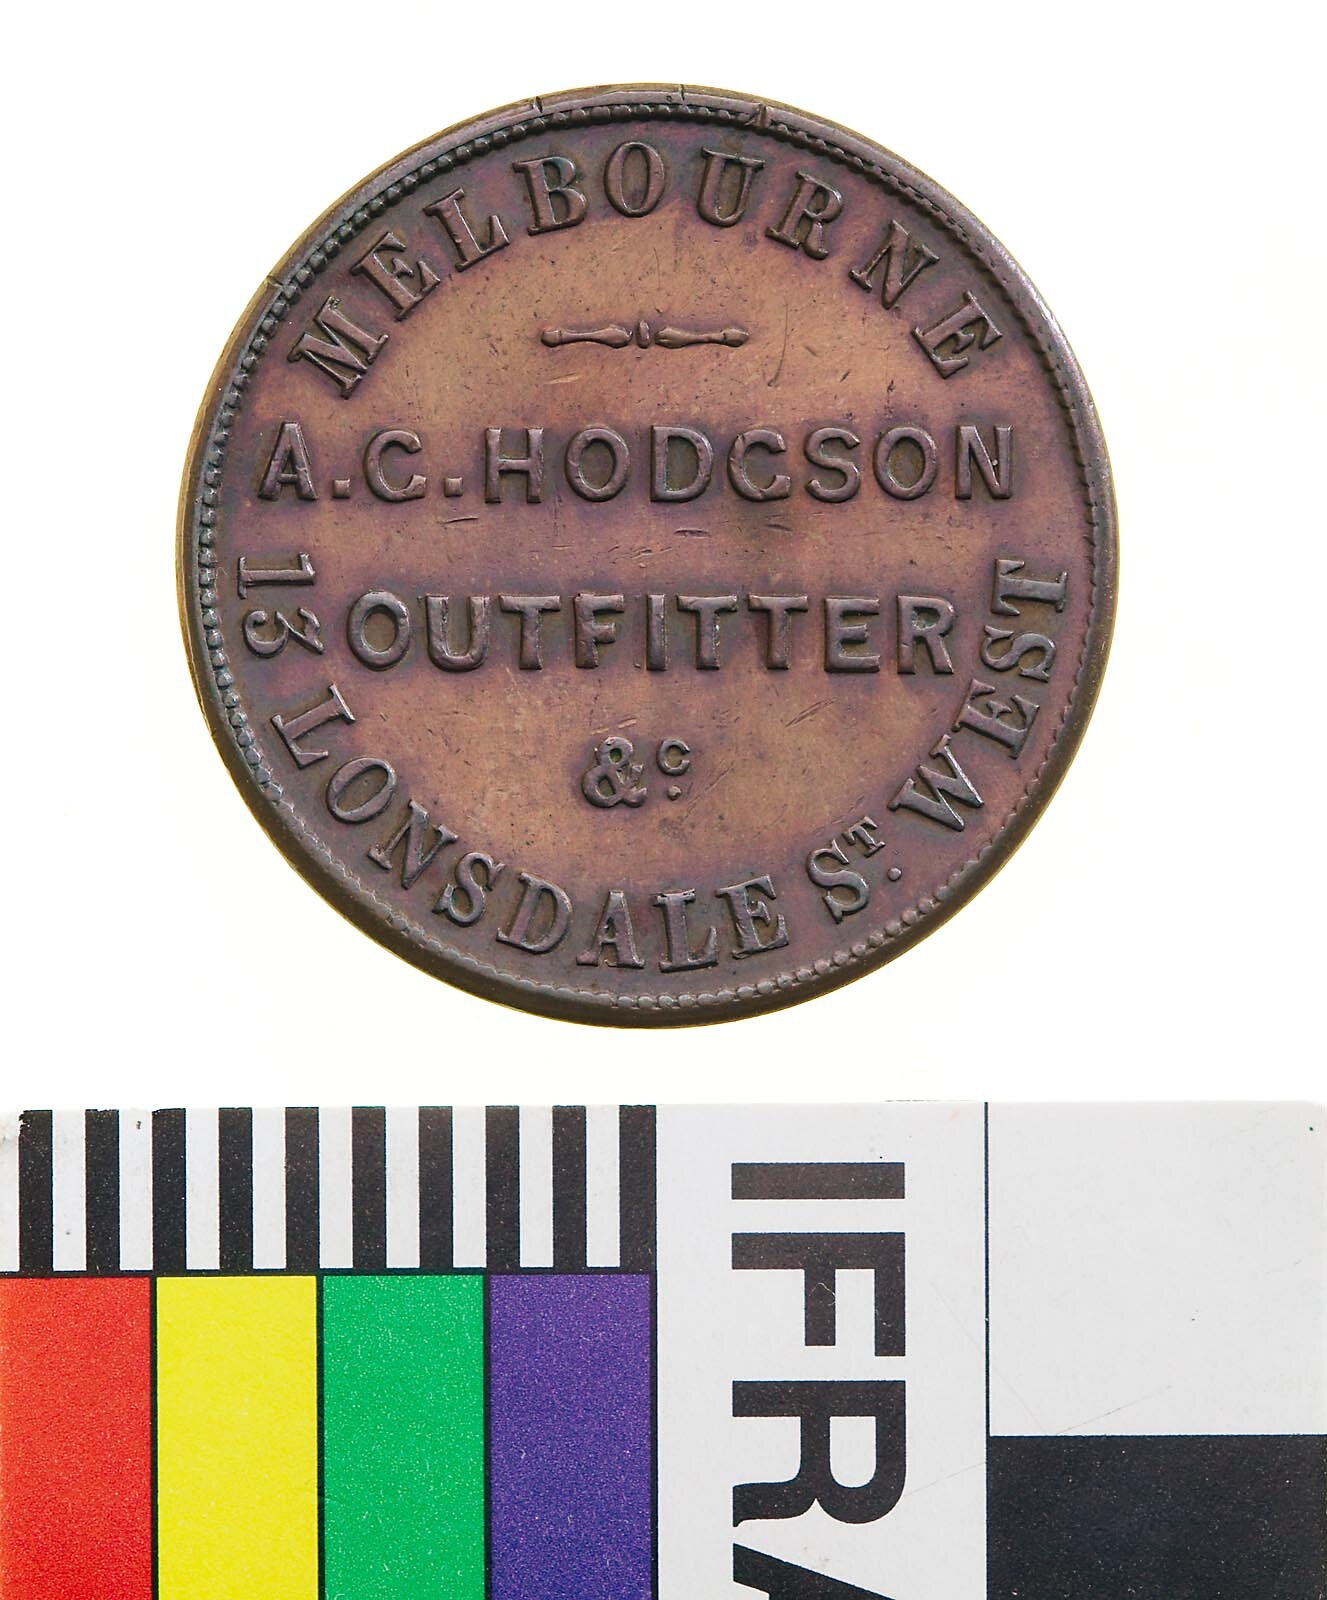 MELBOURNE
A.C.HODGSON
OUTFITTER
&C.
13 LONSDALE ST. WEST
IFRA